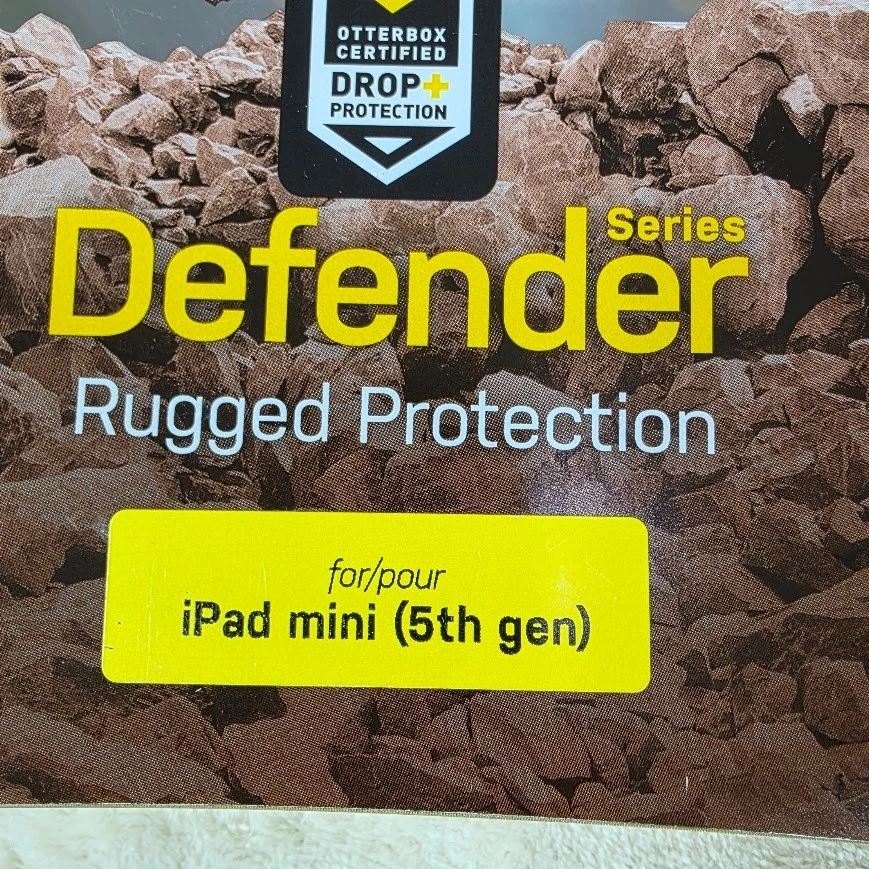 OTTERBOX
CERTIFIED
DROP+
PROTECTION
Defender Series
Rugged Protection
for/pour
iPad mini (5th gen)